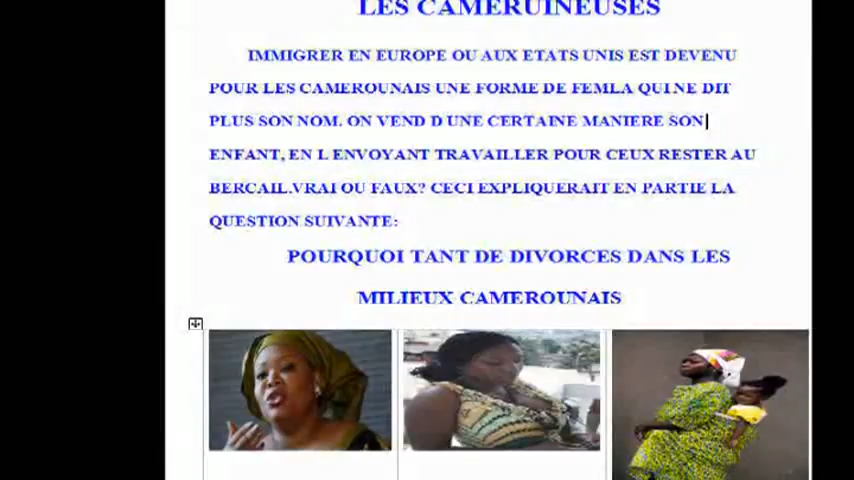 LES CAMERUINEUSES
IMMIGRER EN EUROPE OU AUX ETATS UNIS EST DEVENU
POUR LES CAMEROUNAIS UNE FORME DE FEMLA QUI NE DIT
PLUS SON NOM. ON VEND D UNE CERTAINE MANIERE SON
ENFANT, EN L ENVOYANT TRAVAILLER POUR CEUX RESTER AU
BERCAIL.VRAI OU FAUX? CECI EXPLIQUERAIT EN PARTIE LA
QUESTION SUIVANTE:
POURQUOI TANT DE DIVORCES DANS LES
MILIEUX CAMEROUNAIS